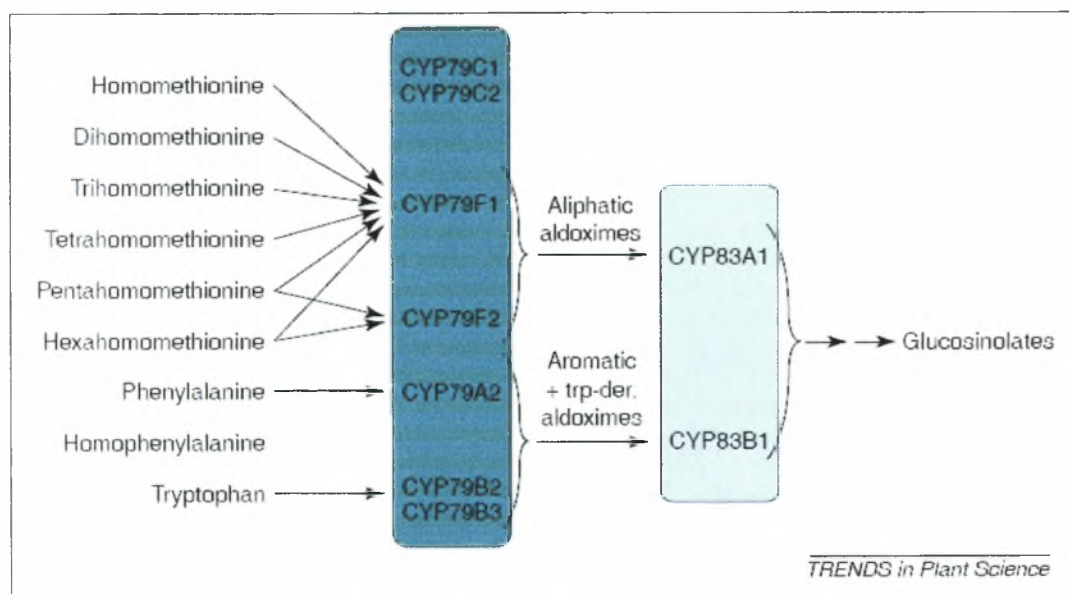 Homomethionine
Dihomomethionine
Trihomomethionine
Tetrahomomethionine
Pentahomomethionine
Hexahomomethionine
Phenylalanine
Homophenylalanine
Tryptophan
CYP79C1
CYP79C2
CYP79F1
CYP79F2
CYP79A2
CYP79B2
CYP79B3
Aliphatic
aldoximes
Aromatic
+ trp-der.
aldoximes
CYP83A1
CYP83B1
Glucosinolates
TRENDS in Plant Science